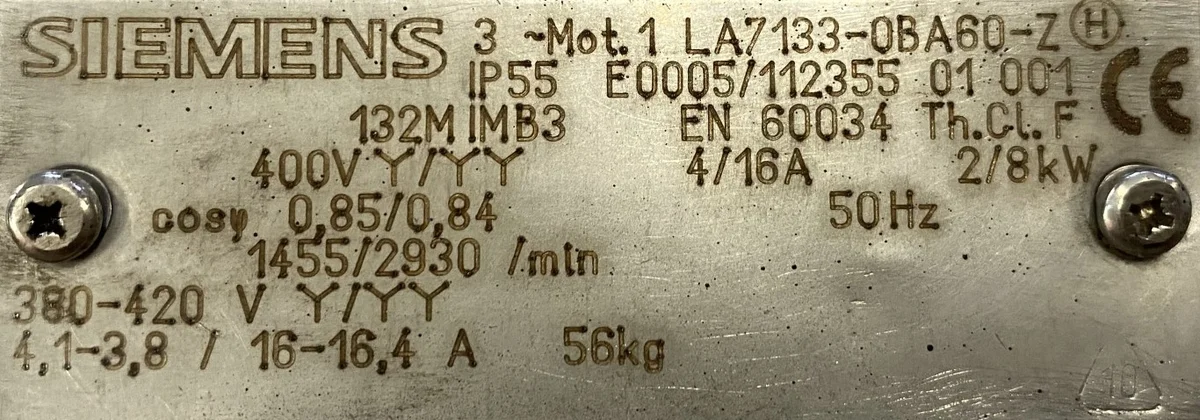 SIEMENS 3 ~Mot. 1 LA7133-0BA60-Z H
IP55 E0005/112355 01 001 CE
132M IMB3 EN 60034 Th.Cl. F
400V Y/YY 4/16A 2/8kW
cosφ 0,85/0,84 50Hz
1455/2930 /min
380-420 V Y/YY
4,1-3,8 / 16-16,4 A 56kg
10